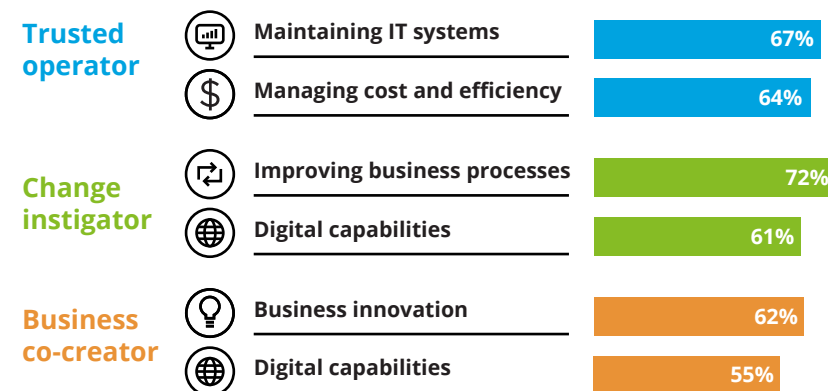 Trusted
operator
Maintaining IT systems
67%
Managing cost and efficiency
64%
Change
instigator
Improving business processes
72%
Digital capabilities
61%
Business
co-creator
Business innovation
62%
Digital capabilities
55%